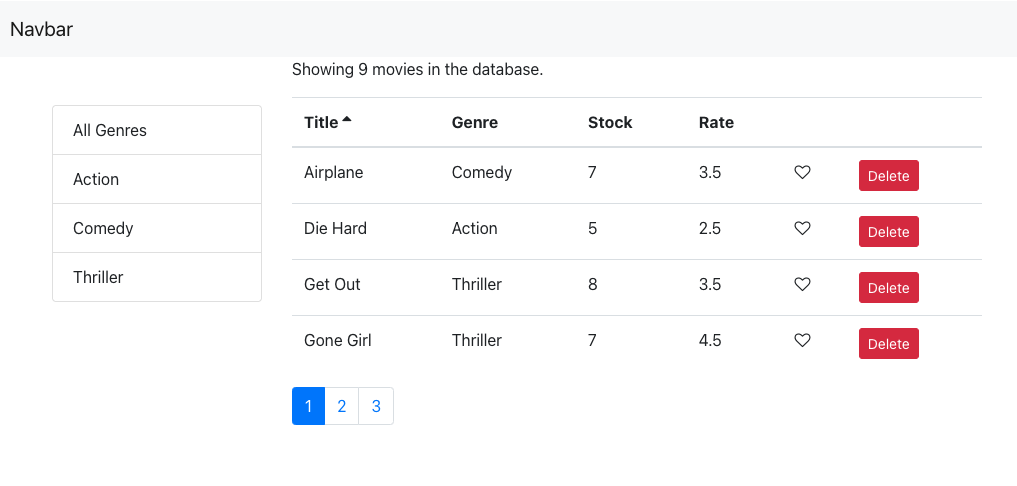 Navbar
Showing 9 movies in the database.
All Genres
Action
Comedy
Thriller
Title Genre Stock Rate
Airplane Comedy 7 3.5 Delete
Die Hard Action 5 2.5 Delete
Get Out Thriller 8 3.5 Delete
Gone Girl Thriller 7 4.5 Delete
1 2 3